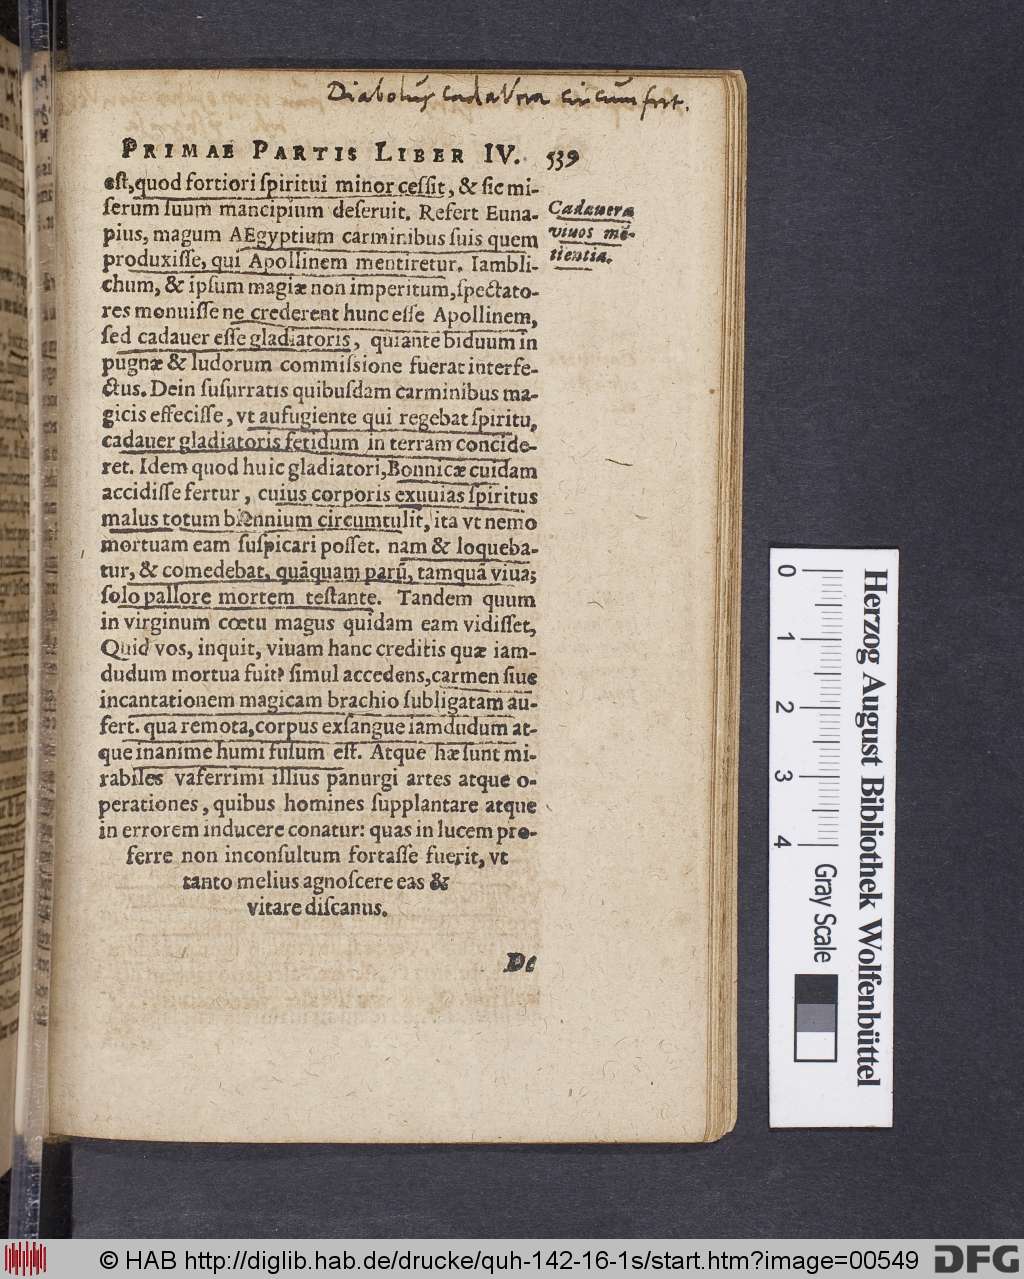 Diabolus cadavera circumfert.
PRIMAE PARTIS LIBER IV. 539
est, quod fortiori ſpiritui minor ceſſit, & ſic mi-
ſerum ſuum mancipium deſeruit. Refert Euna-
pius, magum AEgyptium carminibus ſuis quem
produxiſſe, qui Apollinem mentiretur. Iambli-
chum, & ipſum magiæ non imperitum, ſpectato-
res monuiſſe ne crederent hunc eſſe Apollinem,
ſed cadauer eſſe gladiatoris, qui ante biduum in
pugnæ & ludorum commiſsione fuerat interfe-
ctus. Dein ſuſurratis quibuſdam carminibus ma-
gicis effeciſſe, vt aufugiente qui regebat ſpiritu,
cadauer gladiatoris fetidum in terram concide-
ret. Idem quod huic gladiatori, Bonnicæ cuidam
accidiſſe fertur, cuius corporis exuuias ſpiritus
malus totum biennium circumtulit, ita vt nemo
mortuam eam ſuſpicari poſſet. nam & loqueba-
tur, & comedebat, quāquam parū, tamquā viua;
ſolo pallore mortem teſtante. Tandem quum
in virginum cœtu magus quidam eam vidiſſet,
Quid vos, inquit, viuam hanc creditis quæ iam-
dudum mortua fuit? ſimul accedens, carmen ſiue
incantationem magicam brachio ſubligatam au-
fert. qua remota, corpus exſangue iamdudum at-
que inanime humi fuſum eſt. Atque hæ ſunt mi-
rabiles vaferrimi illius panurgi artes atque o-
perationes, quibus homines ſupplantare atque
in errorem inducere conatur: quas in lucem pro-
ferre non inconſultum fortaſſe fuerit, vt
tanto melius agnoſcere eas &
vitare diſcamus.
De
Cadauera
viuos mē-
tientia.
0 1 2 3 4
Gray Scale
Herzog August Bibliothek Wolfenbüttel
© HAB http://diglib.hab.de/drucke/quh-142-16-1s/start.htm?image=00549
DFG